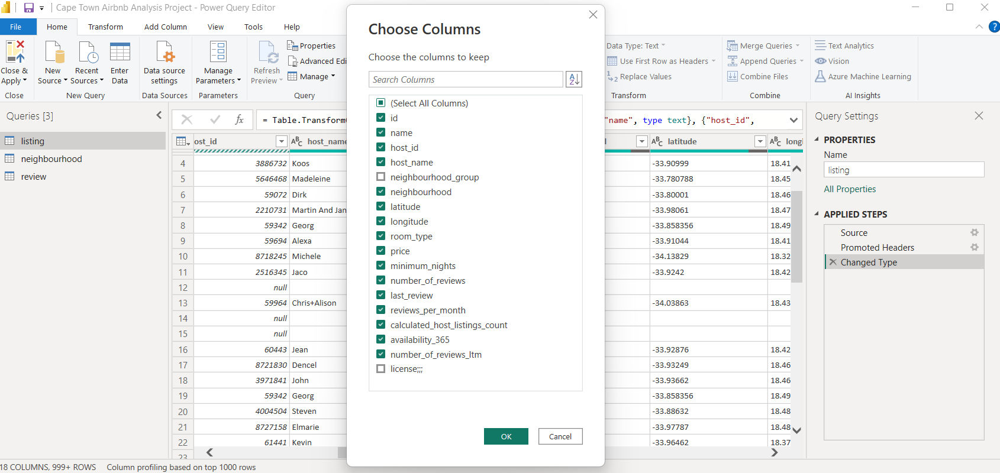 Cape Town Airbnb Analysis Project - Power Query Editor
File Home Transform Add Column View Tools Help
Close & Apply
Close
New Source
Recent Sources
Enter Data
New Query
Data source settings
Data Sources
Manage Parameters
Parameters
Refresh Preview
Properties
Advanced Edi
Manage
Query
Data Type: Text
Use First Row as Headers
Replace Values
Transform
Merge Queries
Append Queries
Combine Files
Combine
Text Analytics
Vision
Azure Machine Learning
AI Insights
Queries [3]
listing
neighbourhood
review
fx
= Table.Transform
"name", type text}, {"host_id",
ost_id ABC host_name ABC latitude ABC longi
4 3886732 Koos -33.90999 18.41
5 5646468 Madeleine -33.780788 18.45
6 59072 Dirk -33.80001 18.46
7 2210731 Martin And Jan -33.98061 18.47
8 59342 Georg -33.858356 18.49
9 59694 Alexa -33.91044 18.41
10 8718245 Michele -34.13829 18.32
11 2516345 Jaco -33.9242 18.42
12 null
13 59964 Chris+Alison -34.03863 18.43
14 null
15 null
16 60443 Jean -33.92876 18.42
17 8721830 Dencel -33.93249 18.46
18 3971841 John -33.93662 18.46
19 59342 Georg -33.858356 18.49
20 4004504 Steven -33.88632 18.48
21 8727158 Elmarie -33.97787 18.48
22 61441 Kevin -33.96462 18.37
23
Choose Columns
Choose the columns to keep
Search Columns
AZ
(Select All Columns)
id
name
host_id
host_name
neighbourhood_group
neighbourhood
latitude
longitude
room_type
price
minimum_nights
number_of_reviews
last_review
reviews_per_month
calculated_host_listings_count
availability_365
number_of_reviews_ltm
license;;;
OK
Cancel
Query Settings
PROPERTIES
Name
listing
All Properties
APPLIED STEPS
Source
Promoted Headers
Changed Type
18 COLUMNS, 999+ ROWS Column profiling based on top 1000 rows